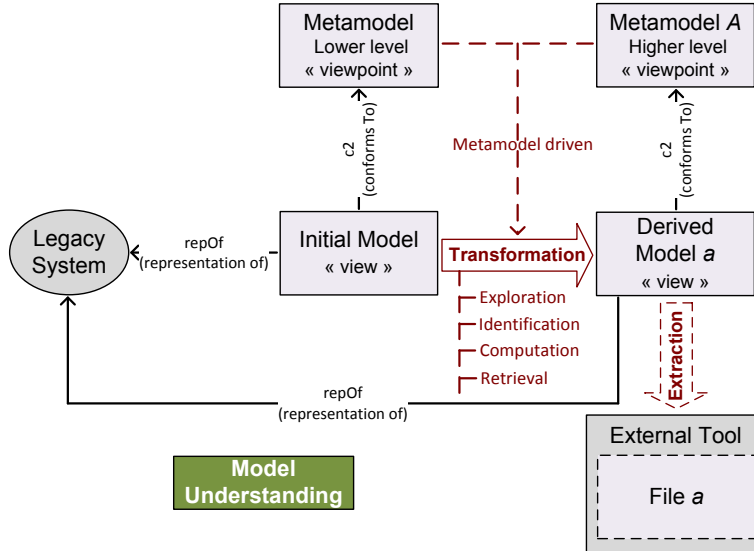 Metamodel
Lower level
« viewpoint »
Metamodel A
Higher level
« viewpoint »
c2
(conforms To)
Metamodel driven
c2
(conforms To)
Legacy
System
repOf
(representation of)
Initial Model
« view »
Transformation
Derived
Model a
« view »
Exploration
Identification
Computation
Retrieval
Extraction
repOf
(representation of)
External Tool
File a
Model
Understanding